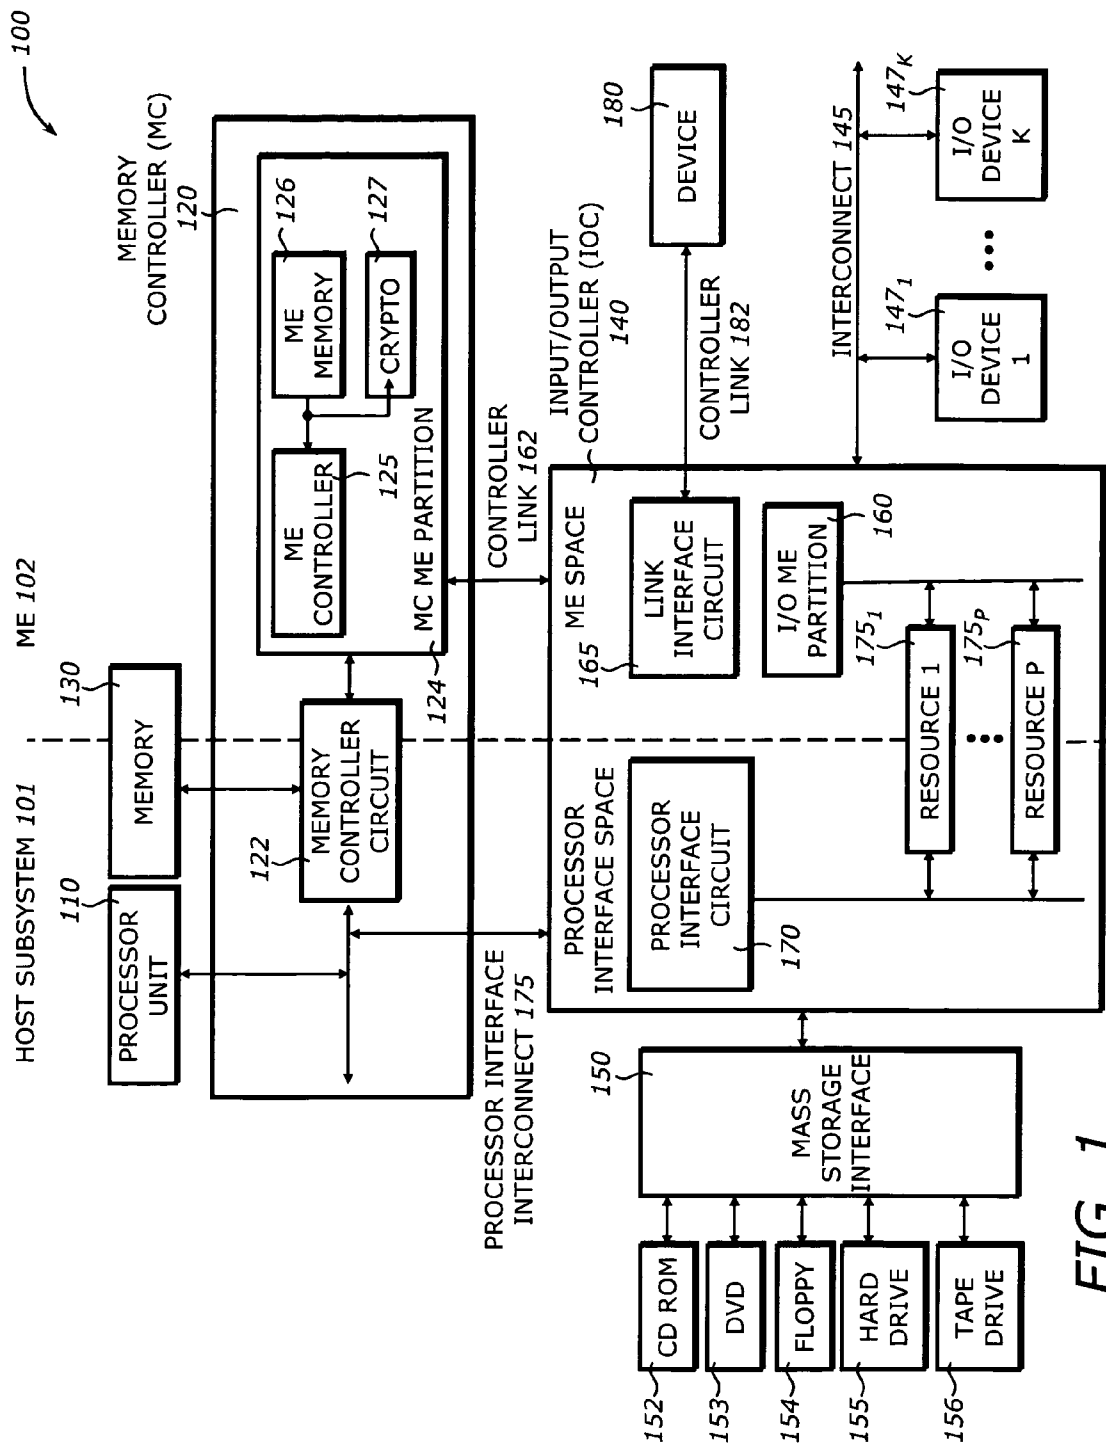 100
HOST SUBSYSTEM 101
ME 102
PROCESSOR
UNIT
110
MEMORY
130
MEMORY
CONTROLLER (MC)
120
MEMORY
CONTROLLER
CIRCUIT
122
ME
CONTROLLER
125
ME
MEMORY
126
CRYPTO
127
MC ME PARTITION
124
PROCESSOR INTERFACE
INTERCONNECT 175
CONTROLLER
LINK 162
INPUT/OUTPUT
CONTROLLER (IOC)
140
PROCESSOR
INTERFACE SPACE
ME SPACE
PROCESSOR
INTERFACE
CIRCUIT
170
LINK
INTERFACE
CIRCUIT
165
I/O ME
PARTITION
160
RESOURCE 1
175₁
RESOURCE P
175ₚ
CONTROLLER
LINK 182
DEVICE
180
INTERCONNECT 145
I/O
DEVICE
1
147₁
I/O
DEVICE
K
147K
MASS
STORAGE
INTERFACE
150
CD ROM
152
DVD
153
FLOPPY
154
HARD
DRIVE
155
TAPE
DRIVE
156
FIG. 1